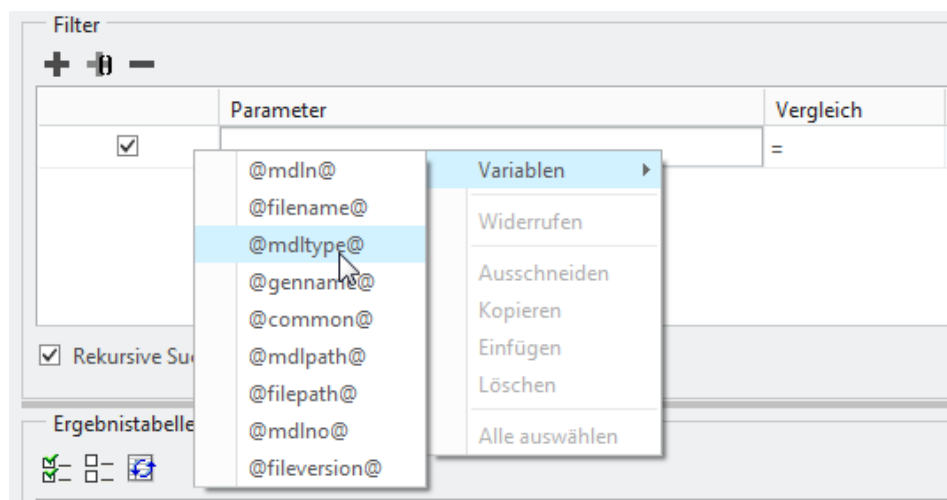 Filter
Parameter
Vergleich
=
@mdln@
@filename@
@mdltype@
@genname@
@common@
@mdlpath@
@filepath@
@mdlno@
@fileversion@
Variablen
Widerrufen
Ausschneiden
Kopieren
Einfügen
Löschen
Alle auswählen
Rekursive Su
Ergebnistabelle